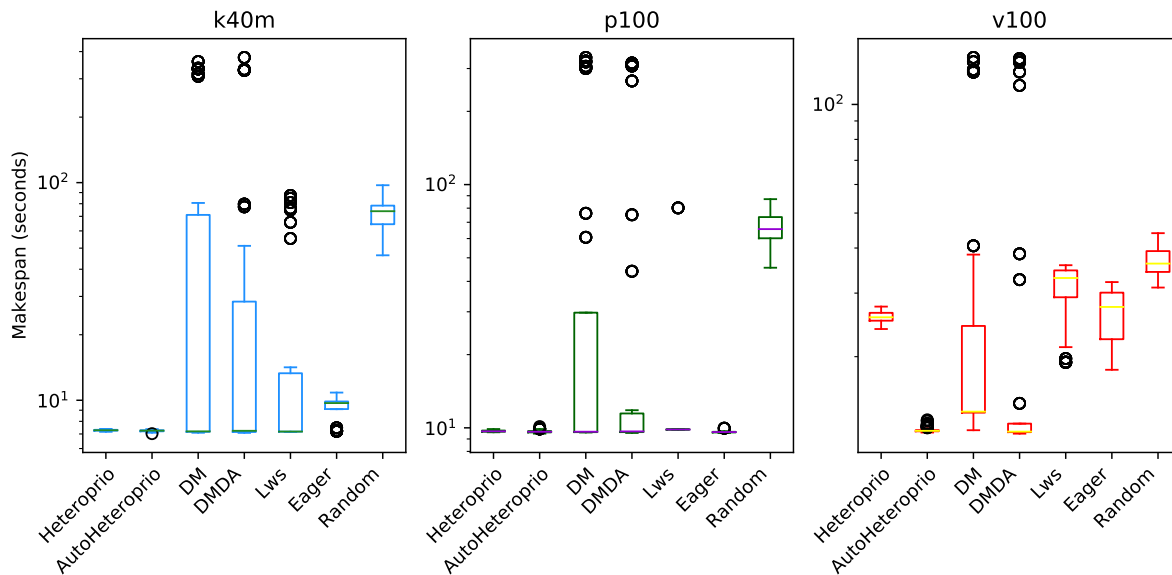 k40m
p100
v100
Makespan (seconds)
10²
10¹
10²
10¹
10²
Heteroprio
AutoHeteroprio
DM
DMDA
Lws
Eager
Random
Heteroprio
AutoHeteroprio
DM
DMDA
Lws
Eager
Random
Heteroprio
AutoHeteroprio
DM
DMDA
Lws
Eager
Random